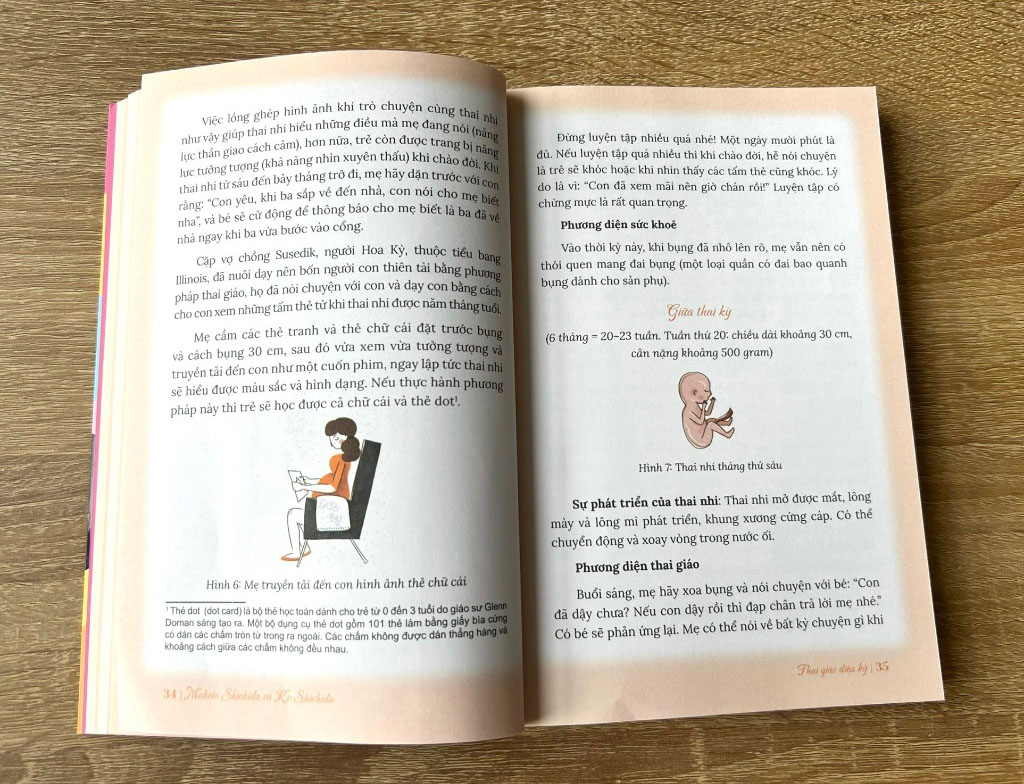 Việc lồng ghép hình ảnh khi trò chuyện cùng thai nhi
như vậy giúp thai nhi hiểu những điều mà mẹ đang nói (năng
lực thần giao cách cảm), hơn nữa, trẻ còn được trang bị năng
lực tưởng tượng (khả năng nhìn xuyên thấu) khi chào đời. Khi
thai nhi từ sáu đến bảy tháng trở đi, mẹ hãy dặn trước với con
rằng: “Con yêu, khi ba sắp về đến nhà, con nói cho mẹ biết
nha”, và bé sẽ cử động để thông báo cho mẹ biết là ba đã về
nhà ngay khi ba vừa bước vào cổng.
Cặp vợ chồng Susedik, người Hoa Kỳ, thuộc tiểu bang
Illinois, đã nuôi dạy nên bốn người con thiên tài bằng phương
pháp thai giáo, họ đã nói chuyện với con và dạy con bằng cách
cho con xem những tấm thẻ từ khi thai nhi được năm tháng tuổi.
Mẹ cầm các thẻ tranh và thẻ chữ cái đặt trước bụng
và cách bụng 30 cm, sau đó vừa xem vừa tưởng tượng và
truyền tải đến con như một cuốn phim, ngay lập tức thai nhi
sẽ hiểu được màu sắc và hình dạng. Nếu thực hành phương
pháp này thì trẻ sẽ học được cả chữ cái và thẻ dot¹.
Hình 6: Mẹ truyền tải đến con hình ảnh thẻ chữ cái
¹ Thẻ dot (dot card) là bộ thẻ học toán dành cho trẻ từ 0 đến 3 tuổi do giáo sư Glenn
Doman sáng tạo ra. Một bộ dụng cụ thẻ dot gồm 101 thẻ làm bằng giấy bìa cứng
có dán các chấm tròn từ trong ra ngoài. Các chấm không được dán thẳng hàng và
khoảng cách giữa các chấm không đều nhau.
34 | Makoto Shichida và Ko Shichida
Đừng luyện tập nhiều quá nhé! Một ngày mười phút là
đủ. Nếu luyện tập quá nhiều thì khi chào đời, hễ nói chuyện
là trẻ sẽ khóc hoặc khi nhìn thấy các tấm thẻ cũng khóc. Lý
do là vì: “Con đã xem mãi nên giờ chán rồi!” Luyện tập có
chừng mực là rất quan trọng.
Phương diện sức khoẻ
Vào thời kỳ này, khi bụng đã nhô lên rõ, mẹ vẫn nên có
thói quen mang đai bụng (một loại quần có đai bao quanh
bụng dành cho sản phụ).
Giữa thai kỳ
(6 tháng = 20–23 tuần. Tuần thứ 20: chiều dài khoảng 30 cm,
cân nặng khoảng 500 gram)
Hình 7: Thai nhi tháng thứ sáu
Sự phát triển của thai nhi: Thai nhi mở được mắt, lông
mày và lông mi phát triển, khung xương cứng cáp. Có thể
chuyển động và xoay vòng trong nước ối.
Phương diện thai giáo
Buổi sáng, mẹ hãy xoa bụng và nói chuyện với bé: “Con
đã dậy chưa? Nếu con dậy rồi thì đạp chân trả lời mẹ nhé.”
Cô bé sẽ phản ứng lại. Mẹ có thể nói về bất kỳ chuyện gì khi
Thai giáo diệu kỳ | 35